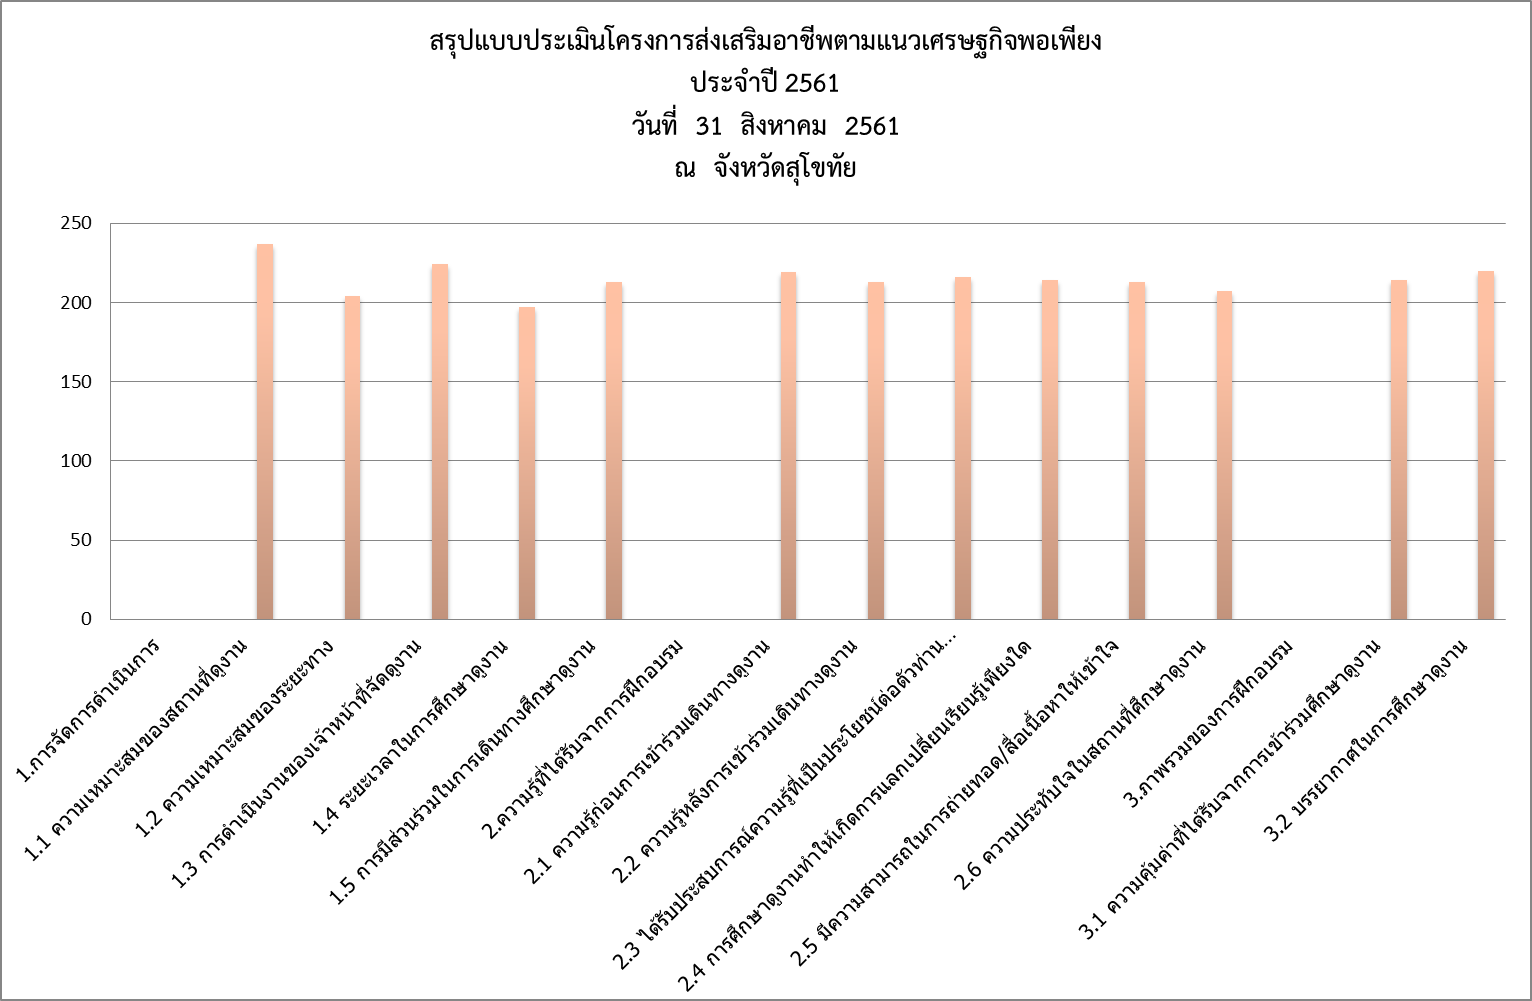 สรุปแบบประเมินโครงการส่งเสริมอาชีพตามแนวเศรษฐกิจพอเพียง
ประจำปี 2561
วันที่ 31 สิงหาคม 2561
ณ จังหวัดสุโขทัย
250
200
150
100
50
0
1.การจัดการดำเนินการ
1.1 ความเหมาะสมของสถานที่ดูงาน
1.2 ความเหมาะสมของระยะทาง
1.3 การดำเนินงานของเจ้าหน้าที่จัดดูงาน
1.4 ระยะเวลาในการศึกษาดูงาน
1.5 การมีส่วนร่วมในการเดินทางศึกษาดูงาน
2.ความรู้ที่ได้รับจากการฝึกอบรม
2.1 ความรู้ก่อนการเข้าร่วมเดินทางดูงาน
2.2 ความรู้หลังการเข้าร่วมเดินทางดูงาน
2.3 ได้รับประสบการณ์ความรู้ที่เป็นประโยชน์ต่อตัวท่าน...
2.4 การศึกษาดูงานทำให้เกิดการแลกเปลี่ยนเรียนรู้เพียงใด
2.5 มีความสามารถในการถ่ายทอด/สื่อเนื้อหาให้เข้าใจ
2.6 ความประทับใจในสถานที่ศึกษาดูงาน
3.ภาพรวมของการฝึกอบรม
3.1 ความคุ้มค่าที่ได้รับจากการเข้าร่วมศึกษาดูงาน
3.2 บรรยากาศในการศึกษาดูงาน